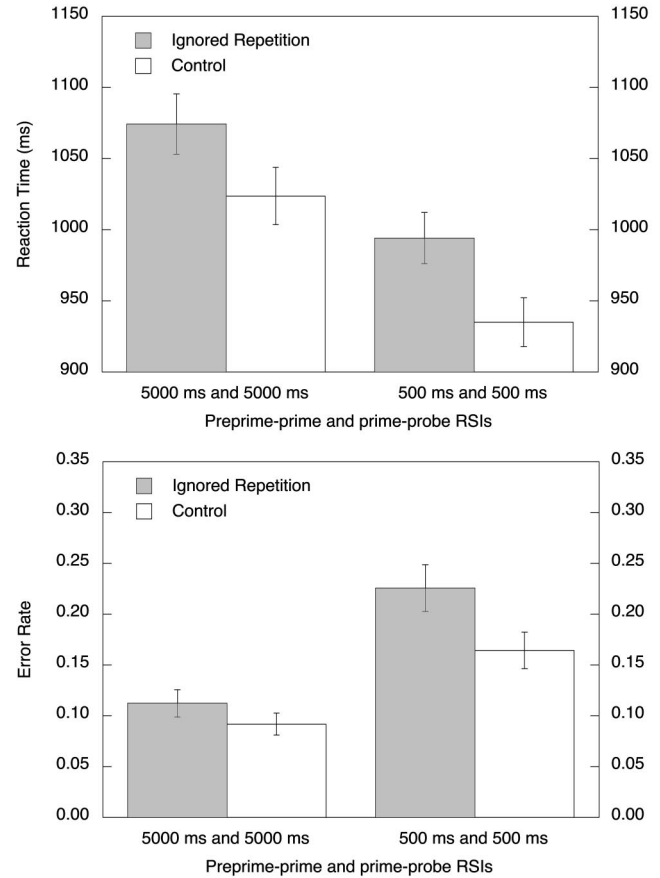 1150 1150
Ignored Repetition
1100 Control 1100
1050 1050
1000 1000
950 950
900 900
Reaction Time (ms)
5000 ms and 5000 ms 500 ms and 500 ms
Preprime-prime and prime-probe RSIs
0.35 0.35
Ignored Repetition
0.30 Control 0.30
0.25 0.25
0.20 0.20
0.15 0.15
0.10 0.10
0.05 0.05
0.00 0.00
Error Rate
5000 ms and 5000 ms 500 ms and 500 ms
Preprime-prime and prime-probe RSIs